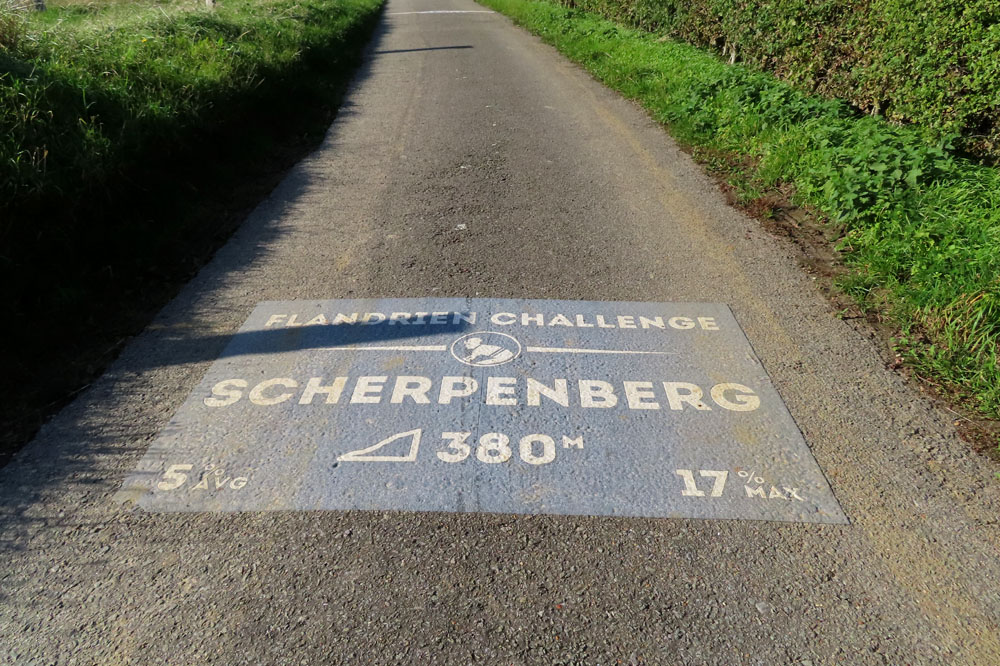 FLANDRIEN CHALLENGE
SCHERPENBERG
380M
5% AVG 17% MAX